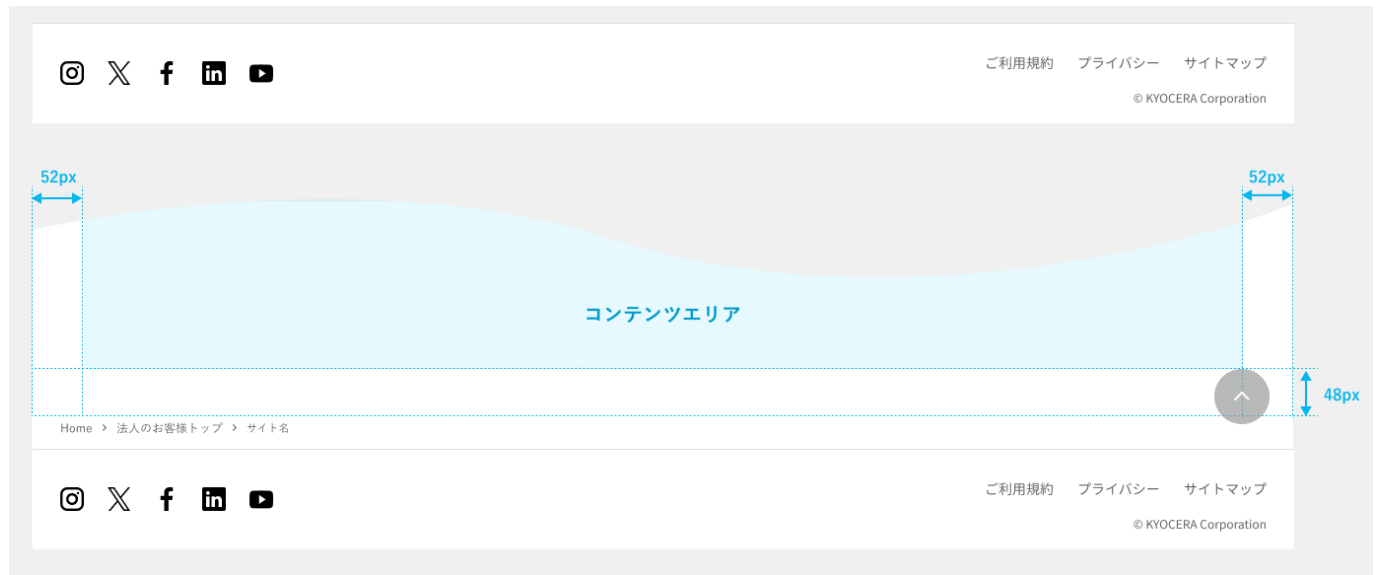 ご利用規約 プライバシー サイトマップ
© KYOCERA Corporation
52px 52px
コンテンツエリア
48px
Home > 法人のお客様トップ > サイト名
ご利用規約 プライバシー サイトマップ
© KYOCERA Corporation